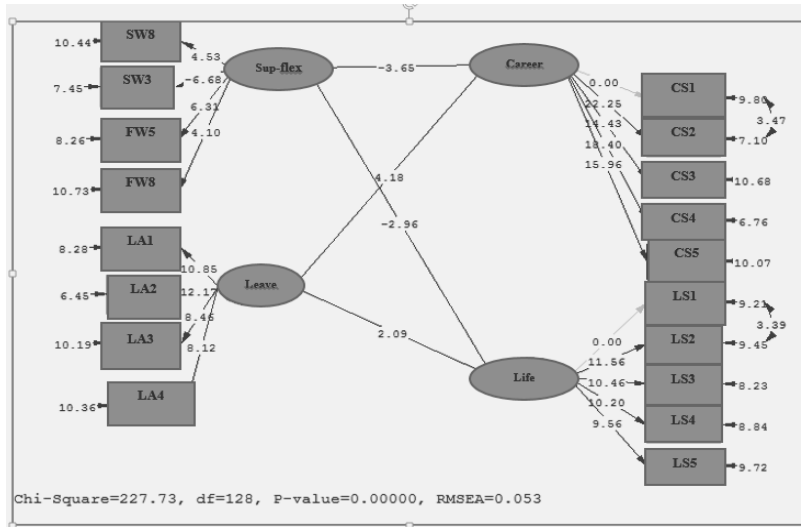 10.44 SW8 4.53
7.45 SW3 -6.68
8.26 FW5 6.31
10.73 FW8 4.10
8.28 LA1 10.85
6.45 LA2 12.17
10.19 LA3 8.46
10.36 LA4 8.12
Sup-flex
Leave
-3.65
4.18
-2.96
2.09
Career
Life
0.00 CS1 9.80
22.25 CS2 7.10
3.47
14.43 CS3 10.68
18.40 CS4 6.76
15.96 CS5 10.07
0.00 LS1 9.21
11.56 LS2 9.45
3.39
10.46 LS3 8.23
10.20 LS4 8.84
9.56 LS5 9.72
Chi-Square=227.73, df=128, P-value=0.00000, RMSEA=0.053